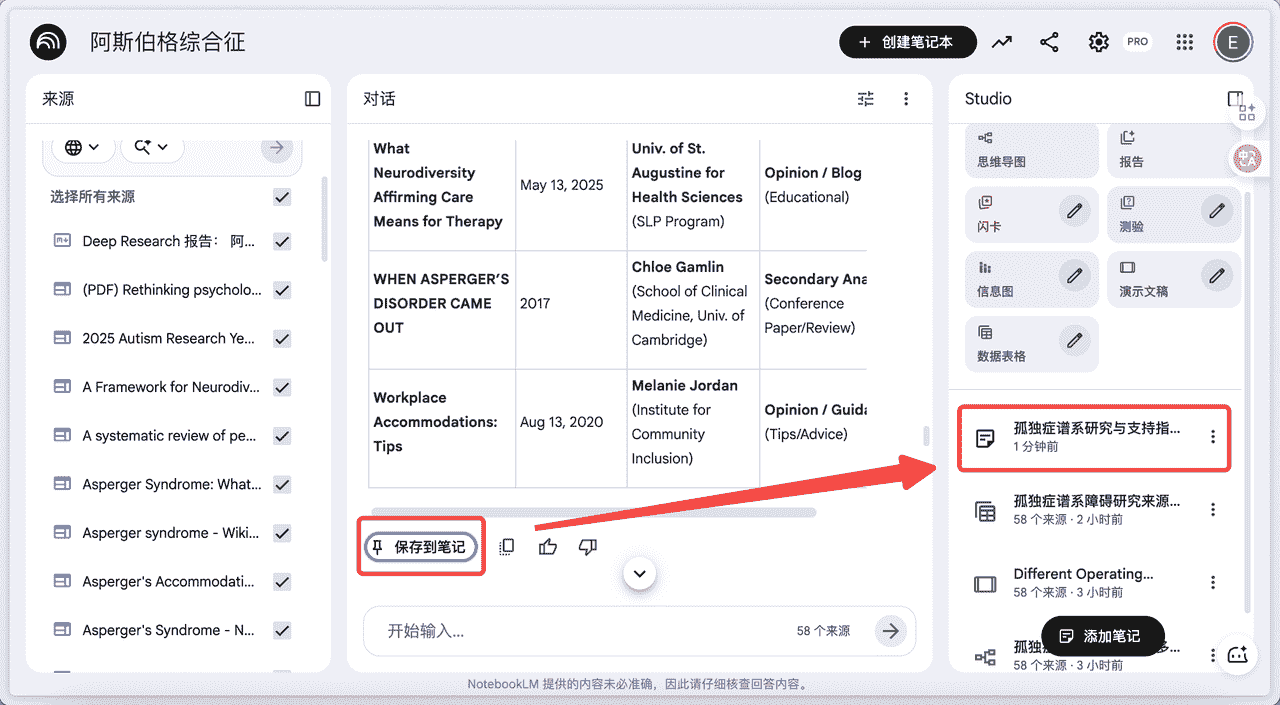 阿斯伯格综合征
+ 创建笔记本
PRO
E
来源
选择所有来源
Deep Research 报告： 阿...
(PDF) Rethinking psycholo...
2025 Autism Research Ye...
A Framework for Neurodiv...
A systematic review of pe...
Asperger Syndrome: What...
Asperger syndrome - Wiki...
Asperger's Accommodati...
Asperger's Syndrome - N...
对话
What
Neurodiversity
Affirming Care
Means for Therapy
May 13, 2025
Univ. of St.
Augustine for
Health Sciences
(SLP Program)
Opinion / Blog
(Educational)
WHEN ASPERGER’S
DISORDER CAME
OUT
2017
Chloe Gamlin
(School of Clinical
Medicine, Univ. of
Cambridge)
Secondary Ana
(Conference
Paper/Review)
Workplace
Accommodations:
Tips
Aug 13, 2020
Melanie Jordan
(Institute for
Community
Inclusion)
Opinion / Guida
(Tips/Advice)
保存到笔记
开始输入...
58 个来源
Studio
思维导图
报告
闪卡
测验
信息图
演示文稿
数据表格
孤独症谱系研究与支持指...
1 分钟前
孤独症谱系障碍研究来源...
58 个来源 · 2 小时前
Different Operating...
58 个来源 · 3 小时前
添加笔记
58 个来源 · 3 小时前
NotebookLM 提供的内容未必准确，因此请仔细核查回答内容。